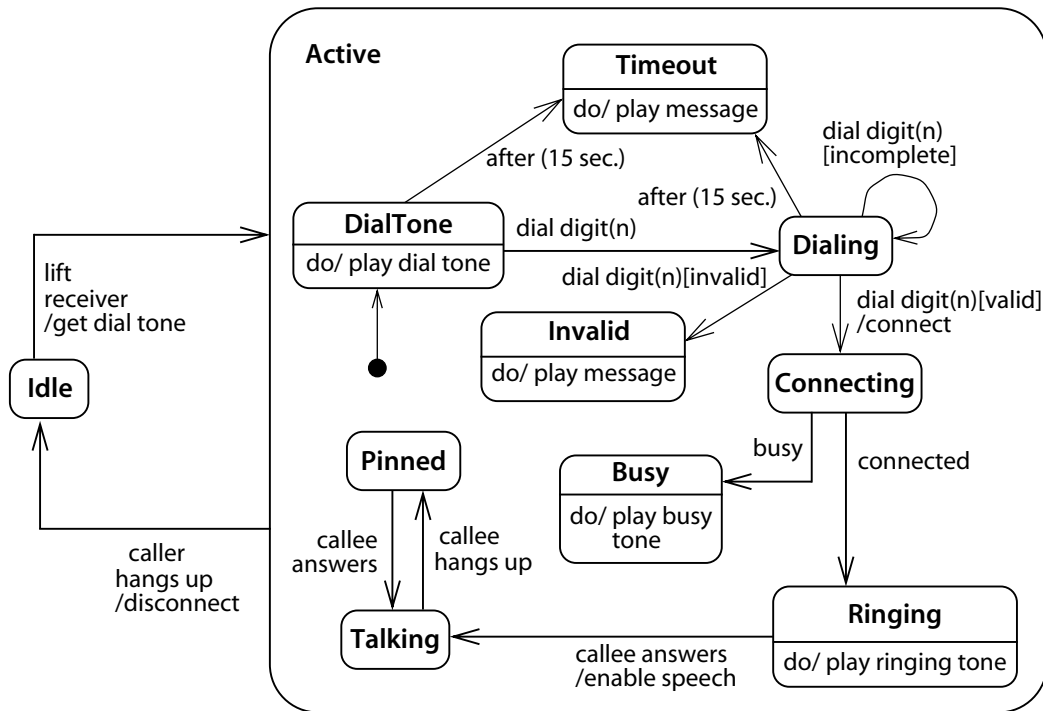 Active
Timeout
do/ play message
dial digit(n)
[incomplete]
after (15 sec.)
after (15 sec.)
DialTone
do/ play dial tone
dial digit(n)
Dialing
lift
receiver
/get dial tone
dial digit(n)[invalid]
dial digit(n)[valid]
/connect
Invalid
do/ play message
Idle
Connecting
Pinned
busy
connected
Busy
do/ play busy
tone
callee
answers
callee
hangs up
caller
hangs up
/disconnect
Talking
callee answers
/enable speech
Ringing
do/ play ringing tone